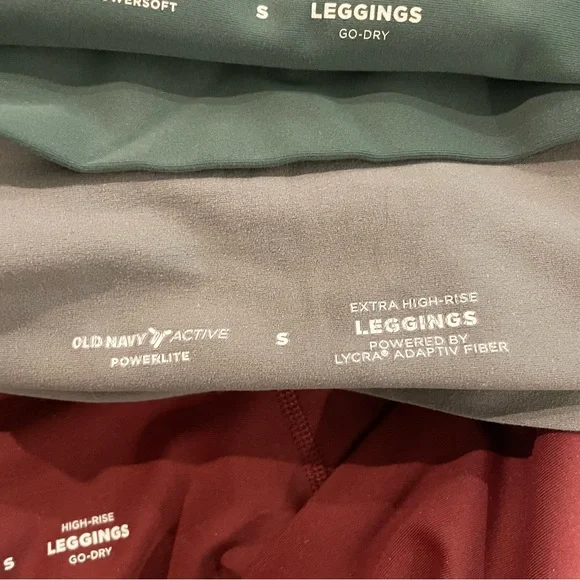 S
LEGGINGS
GO-DRY
OLD NAVY ACTIVE
POWERLITE
S
EXTRA HIGH-RISE
LEGGINGS
POWERED BY
LYCRA® ADAPTIV FIBER
S
HIGH-RISE
LEGGINGS
GO-DRY